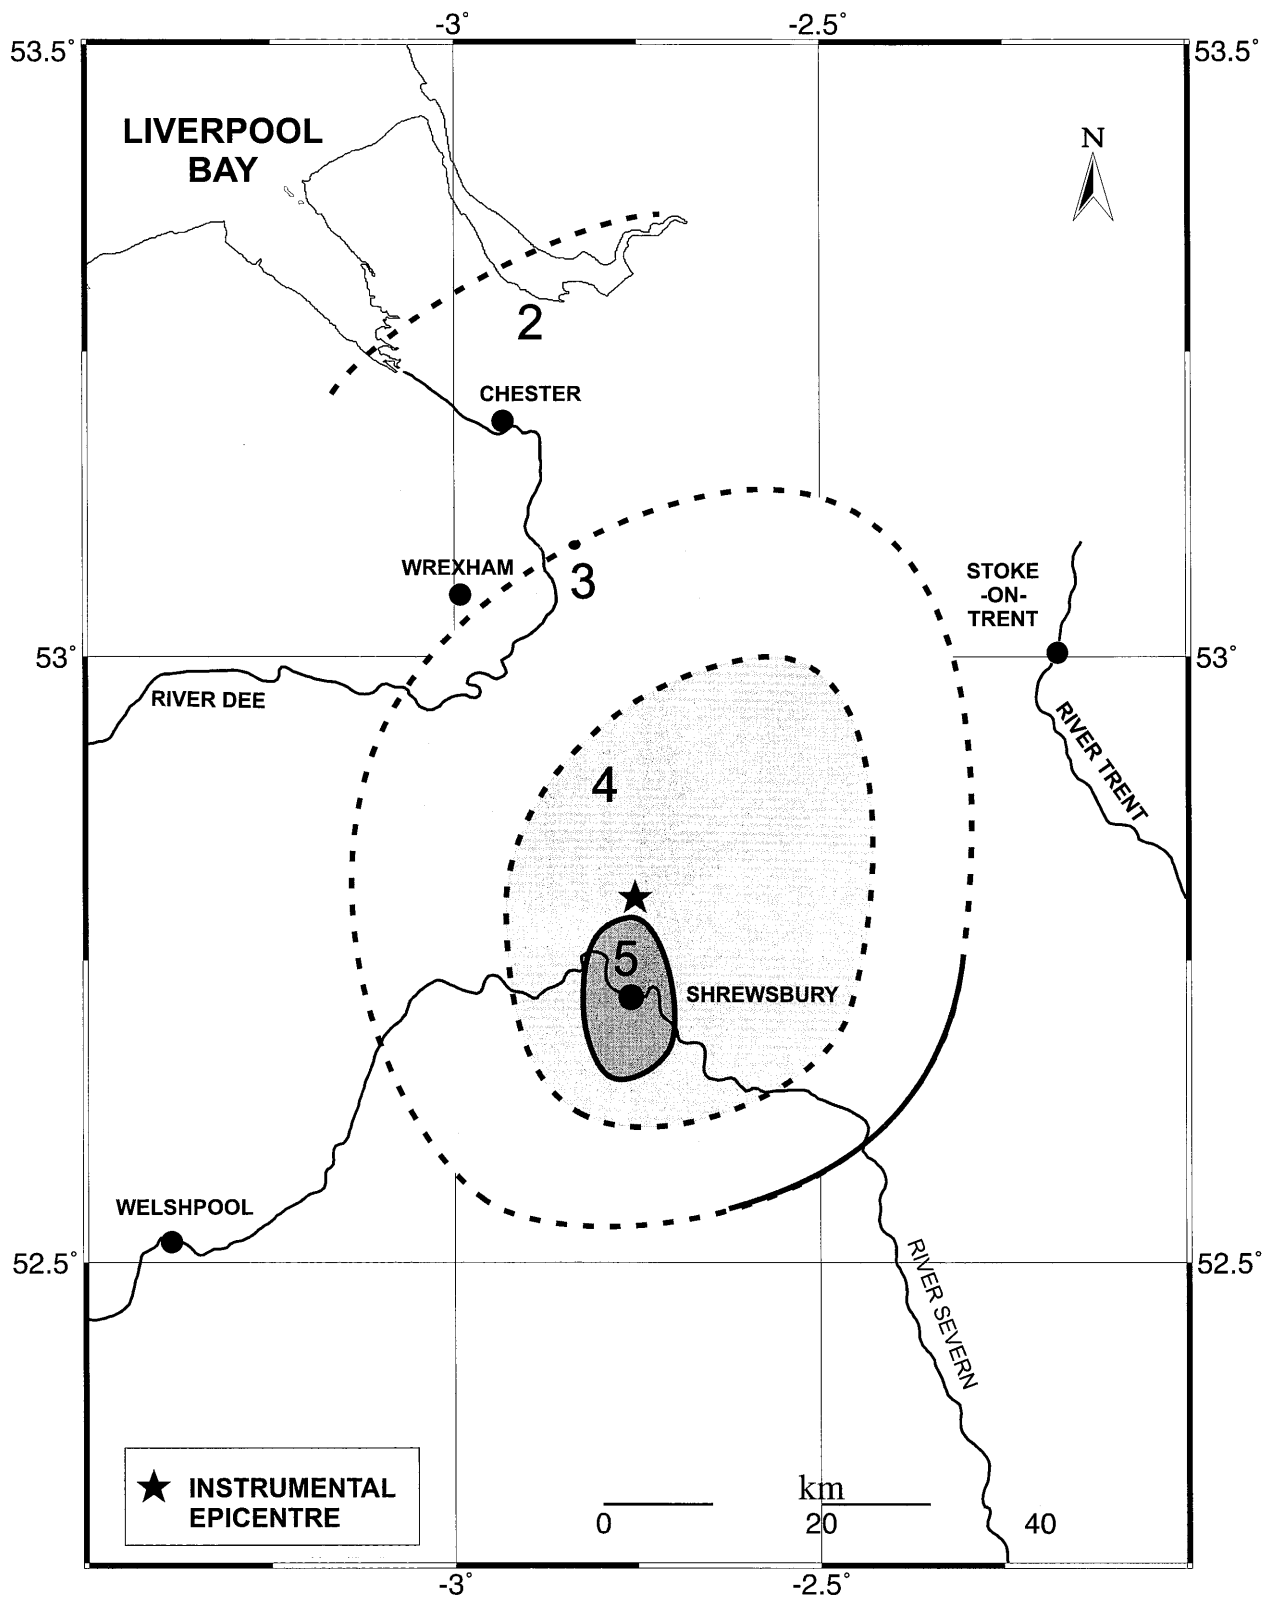 -3° -2.5°
53.5° 53.5°
LIVERPOOL
BAY
N
2
CHESTER
WREXHAM
3
STOKE
-ON-
TRENT
53° 53°
RIVER DEE
RIVER TRENT
4
5
SHREWSBURY
WELSHPOOL
52.5° 52.5°
RIVER SEVERN
INSTRUMENTAL
EPICENTRE
km
0 20 40
-3° -2.5°